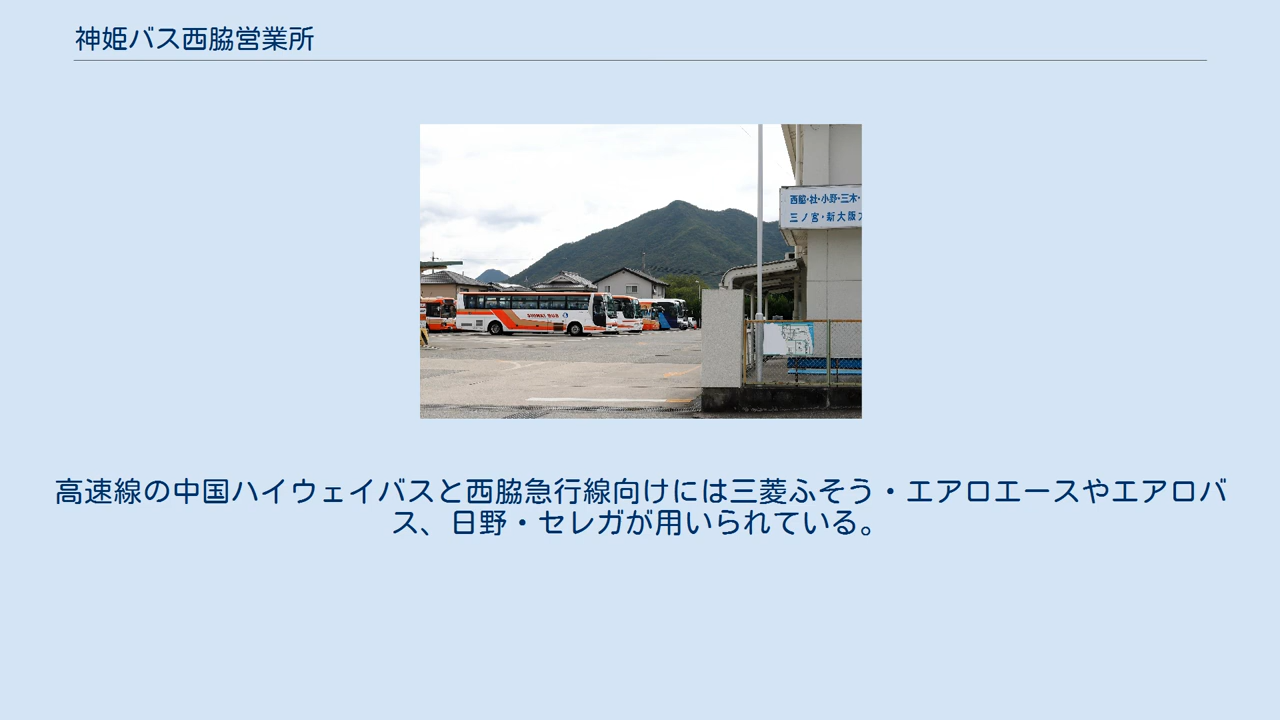 神姫バス西脇営業所
西脇・社・小野・三木・
三ノ宮・新大阪方
SHINKI BUS
高速線の中国ハイウェイバスと西脇急行線向けには三菱ふそう・エアロエースやエアロバ
ス、日野・セレガが用いられている。